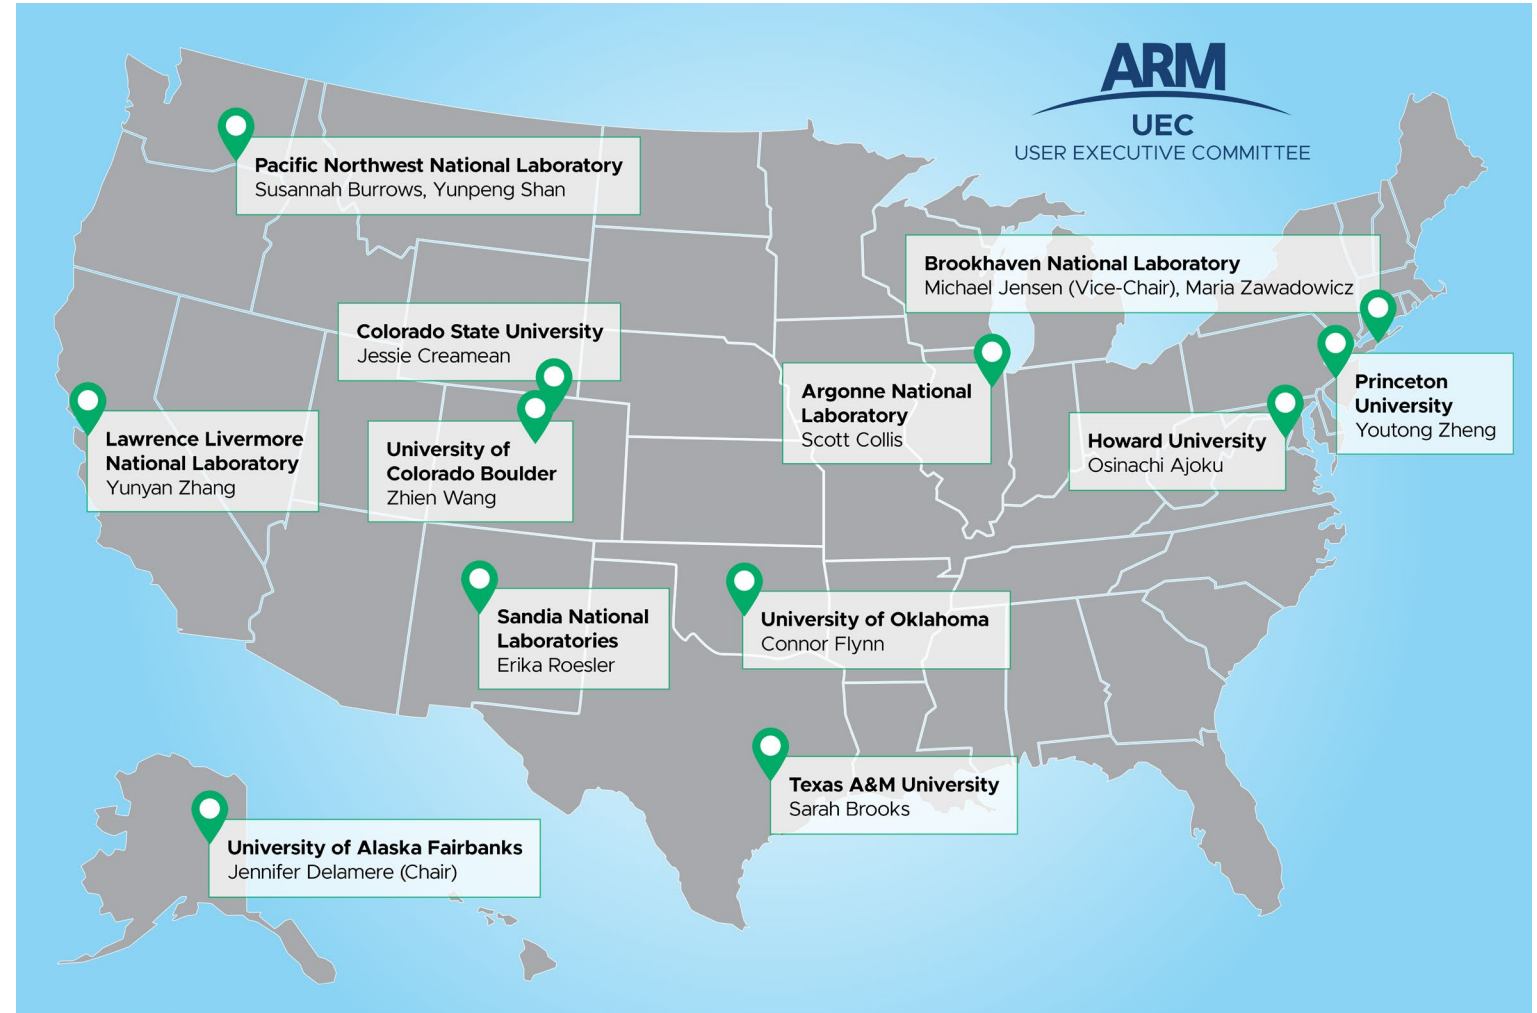 ARM
UEC
USER EXECUTIVE COMMITTEE
Pacific Northwest National Laboratory
Susannah Burrows, Yunpeng Shan
Brookhaven National Laboratory
Michael Jensen (Vice-Chair), Maria Zawadowicz
Colorado State University
Jessie Creamean
Argonne National
Laboratory
Scott Collis
Princeton
University
Youtong Zheng
Lawrence Livermore
National Laboratory
Yunyan Zhang
University of
Colorado Boulder
Zhien Wang
Howard University
Osinachi Ajoku
Sandia National
Laboratories
Erika Roesler
University of Oklahoma
Connor Flynn
Texas A&M University
Sarah Brooks
University of Alaska Fairbanks
Jennifer Delamere (Chair)